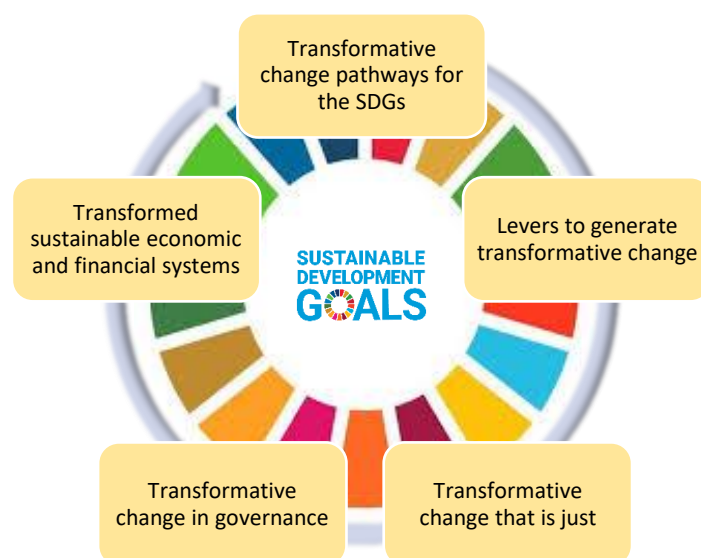 Transformative
change pathways for
the SDGs
Transformed
sustainable economic
and financial systems
SUSTAINABLE
DEVELOPMENT
GOALS
Levers to generate
transformative change
Transformative
change in governance
Transformative
change that is just